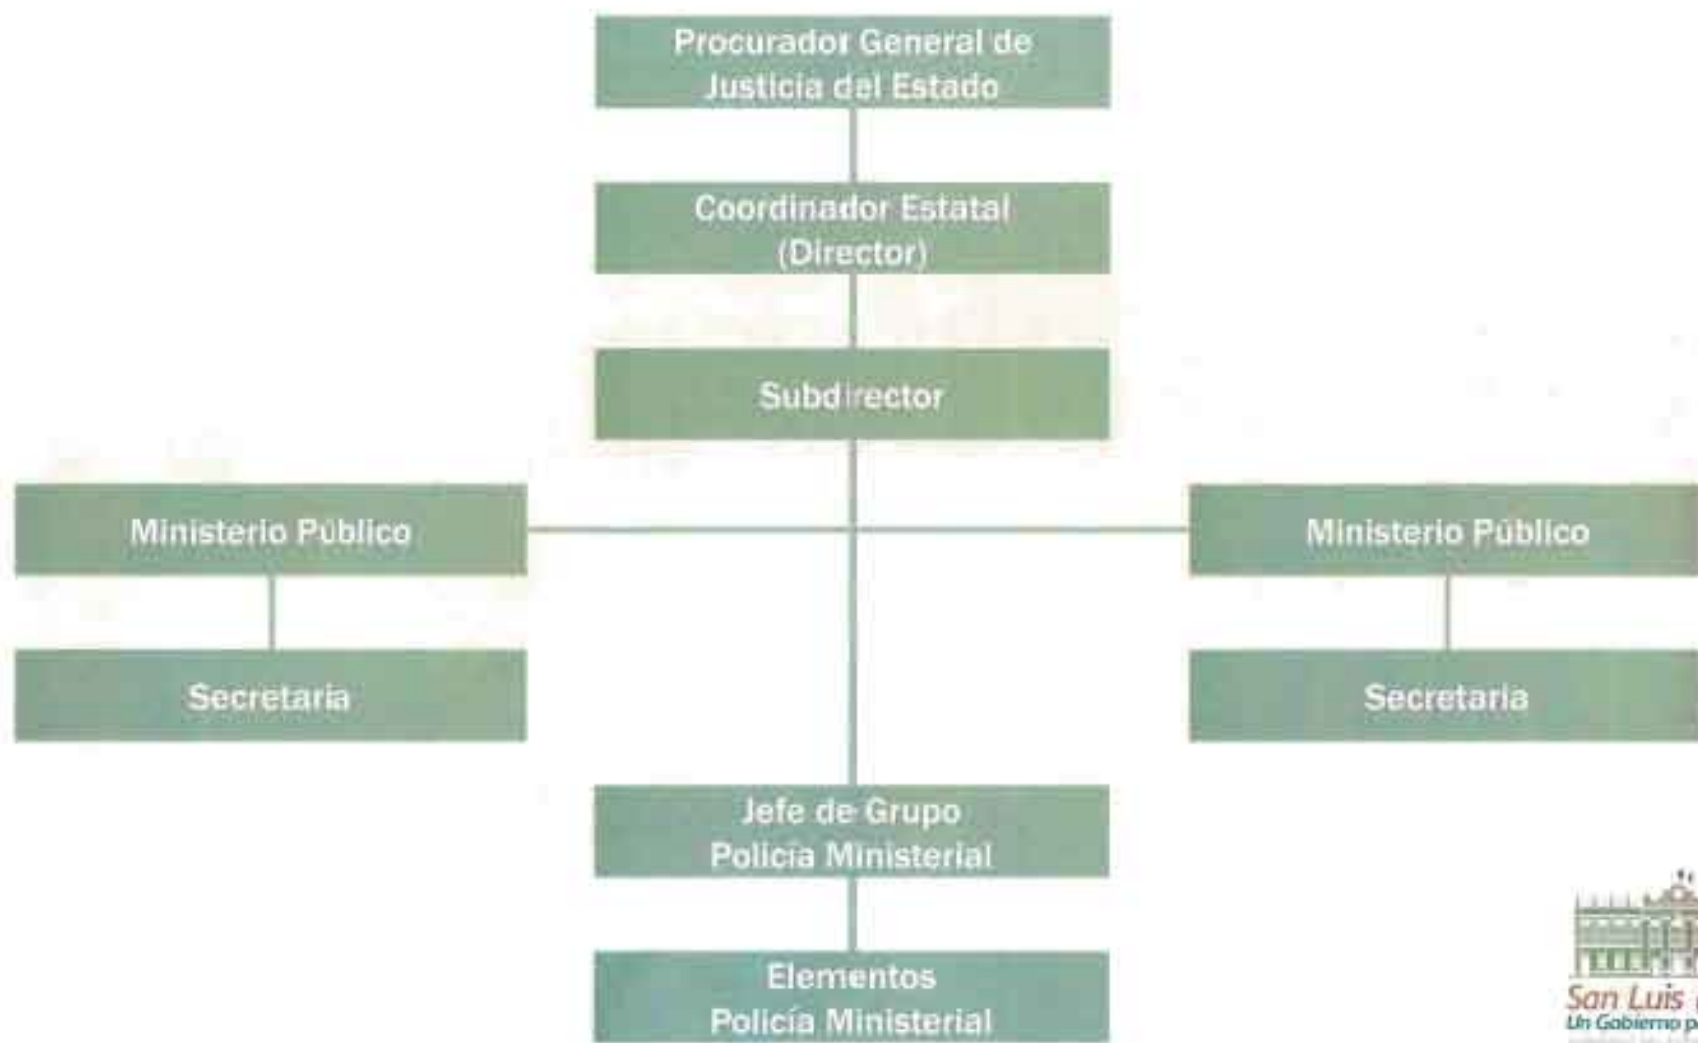 Procurador General de
Justicia del Estado
Coordinador Estatal
(Director)
Subdirector
Ministerio Público
Ministerio Público
Secretaria
Secretaria
Jefe de Grupo
Policía Ministerial
Elementos
Policía Ministerial
San Luis
Un Gobierno